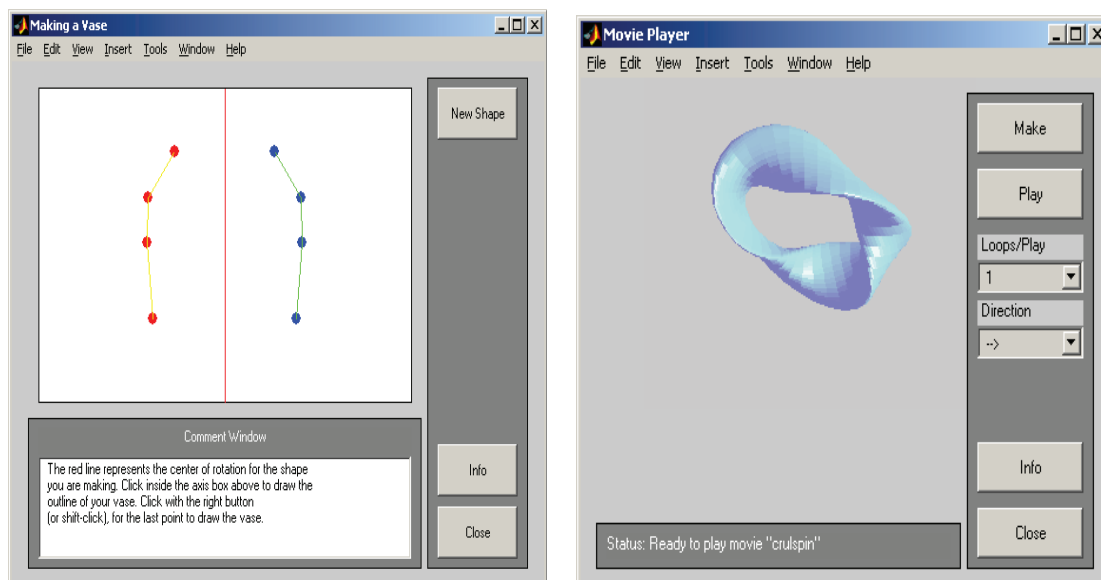 Making a Vase
File Edit View Insert Tools Window Help
New Shape
Comment Window
The red line represents the center of rotation for the shape
you are making. Click inside the axis box above to draw the
outline of your vase. Click with the right button
(or shift-click), for the last point to draw the vase.
Info
Close
Movie Player
File Edit View Insert Tools Window Help
Make
Play
Loops/Play
1
Direction
-->
Info
Close
Status: Ready to play movie "crulspin"